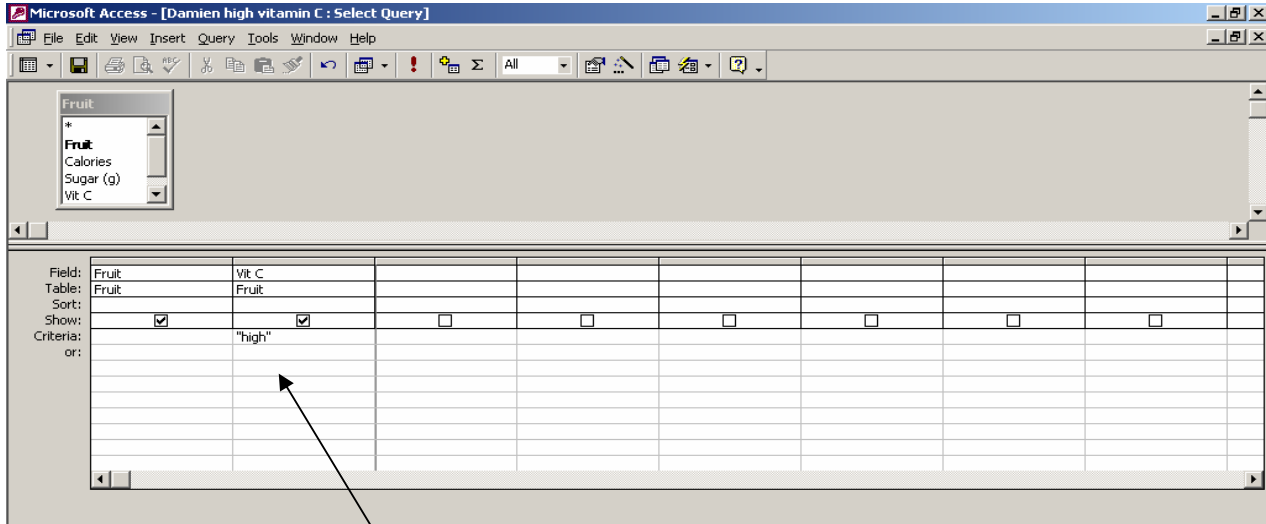 Microsoft Access - [Damien high vitamin C : Select Query]
File Edit View Insert Query Tools Window Help
All
Fruit
*
Fruit
Calories
Sugar (g)
Vit C
Field: Fruit Vit C
Table: Fruit Fruit
Sort:
Show:
Criteria: "high"
or: